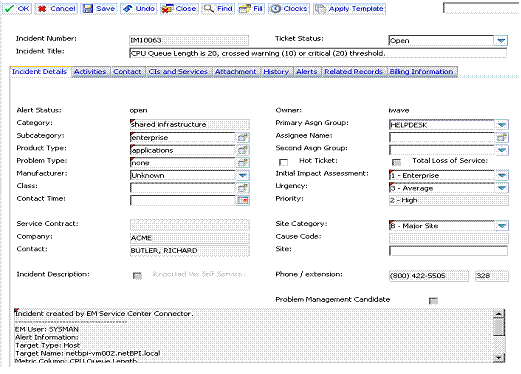 OK Cancel Save Undo Close Find Fill Clocks Apply Template
Incident Number: IM10063 Ticket Status: Open
Incident Title: CPU Queue Length is 20, crossed warning (10) or critical (20) threshold.
Incident Details Activities Contact CIs and Services Attachment History Alerts Related Records Billing Information
Alert Status: open Owner: iwave
Category: shared infrastructure Primary Asgn Group: HELPDESK
Subcategory: enterprise Assignee Name:
Product Type: applications Second Asgn Group:
Problem Type: none Hot Ticket: Total Loss of Service:
Manufacturer: Unknown Initial Impact Assessment: 1 - Enterprise
Class: Urgency: 3 - Average
Contact Time: Priority: 2 - High
Service Contract: Site Category: B - Major Site
Company: ACME Cause Code:
Contact: BUTLER, RICHARD Site:
Incident Description: Reported Via Self Service Phone / extension: (800) 422-5505 328
Problem Management Candidate
Incident created by EM Service Center Connector.
---------------------------
EM User: SYSMAN
Alert Information:
Target Type: Host
Target Name: netbpi-vm002.netBPI.local
Metric Column: CPU Queue Length